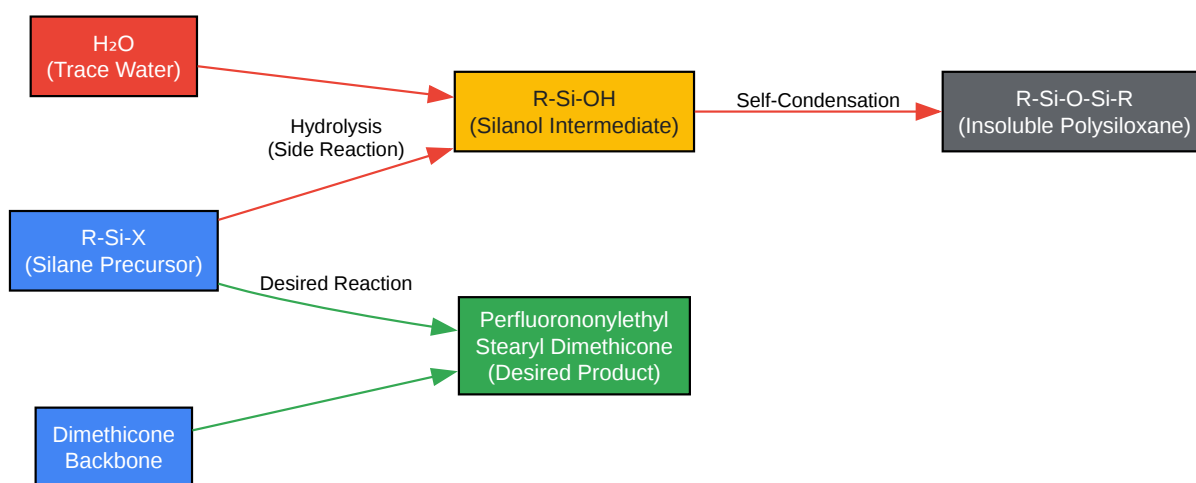 H₂O
(Trace Water)
R-Si-OH
(Silanol Intermediate)
Self-Condensation
R-Si-O-Si-R
(Insoluble Polysiloxane)
Hydrolysis
(Side Reaction)
R-Si-X
(Silane Precursor)
Desired Reaction
Perfluorononylethyl
Stearyl Dimethicone
(Desired Product)
Dimethicone
Backbone